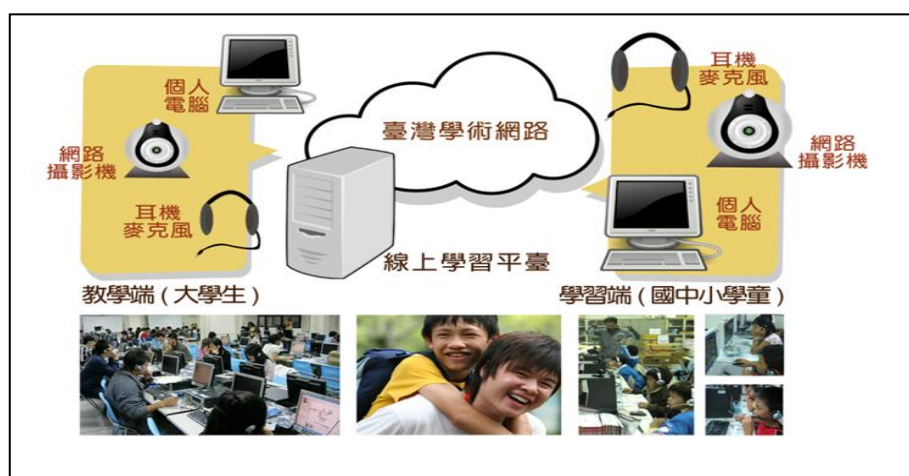 個人
電腦
網路
攝影機
耳機
麥克風
臺灣學術網路
線上學習平臺
耳機
麥克風
網路
攝影機
個人
電腦
教學端(大學生)
學習端(國中小學童)